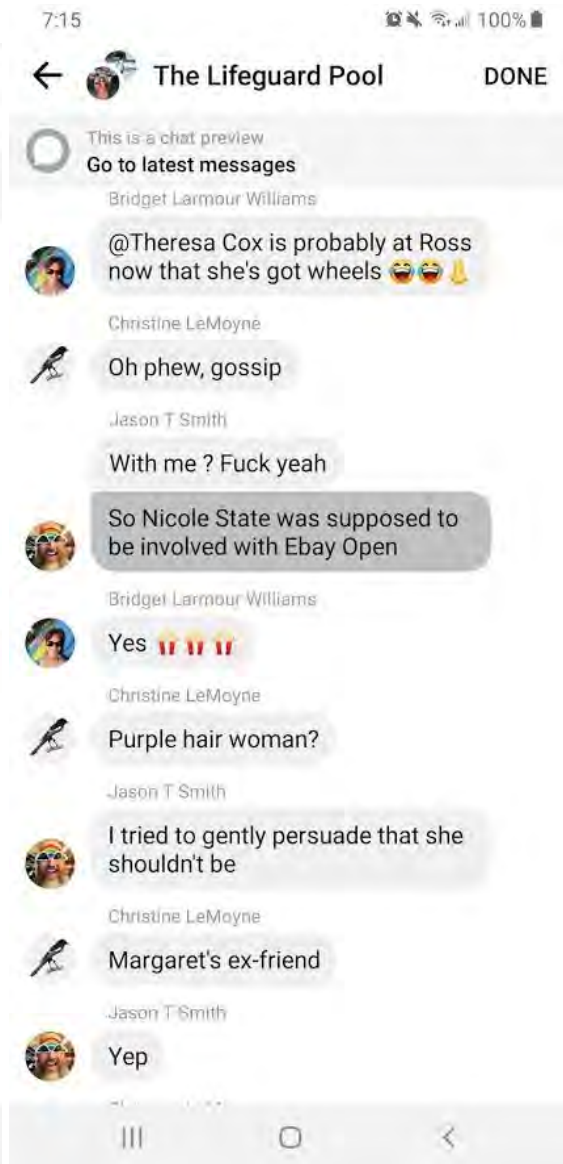 7:15 100%
The Lifeguard Pool DONE
This is a chat preview
Go to latest messages
Bridget Larmour Williams
@Theresa Cox is probably at Ross
now that she's got wheels 😂😂👃
Christine LeMoyne
Oh phew, gossip
Jason T Smith
With me ? Fuck yeah
So Nicole State was supposed to
be involved with Ebay Open
Bridget Larmour Williams
Yes 🍿🍿🍿
Christine LeMoyne
Purple hair woman?
Jason T Smith
I tried to gently persuade that she
shouldn't be
Christine LeMoyne
Margaret's ex-friend
Jason T Smith
Yep